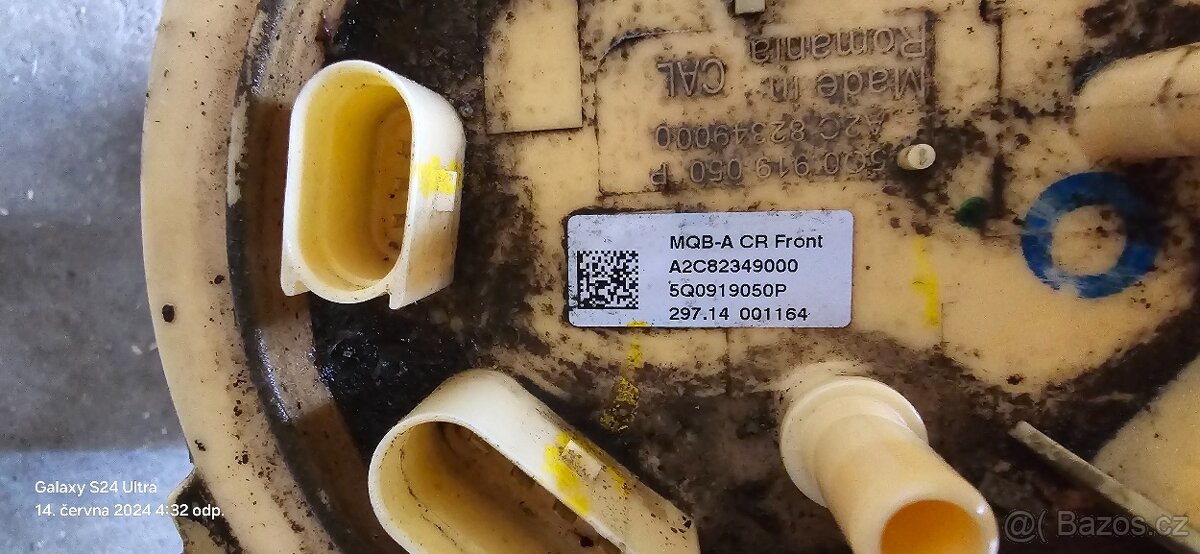 Made In
Romania
CAL
A2C 82349000
5Q0 919 050 P
MQB-A CR Front
A2C82349000
5Q0919050P
297.14 001164
Galaxy S24 Ultra
14. června 2024 4:32 odp.
@( Bazos.cz